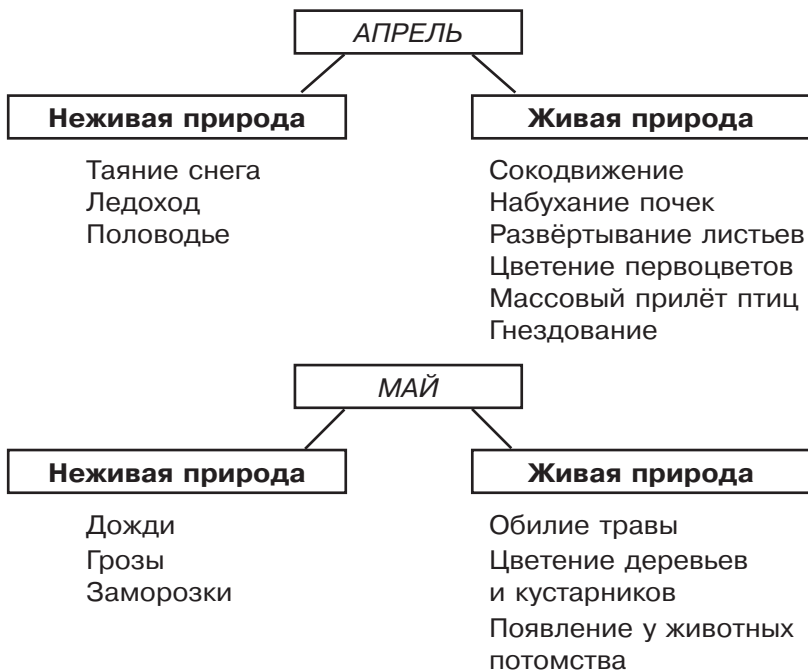 АПРЕЛЬ
Неживая природа
Таяние снега
Ледоход
Половодье
Живая природа
Сокодвижение
Набухание почек
Развёртывание листьев
Цветение первоцветов
Массовый прилёт птиц
Гнездование
МАЙ
Неживая природа
Дожди
Грозы
Заморозки
Живая природа
Обилие травы
Цветение деревьев
и кустарников
Появление у животных
потомства